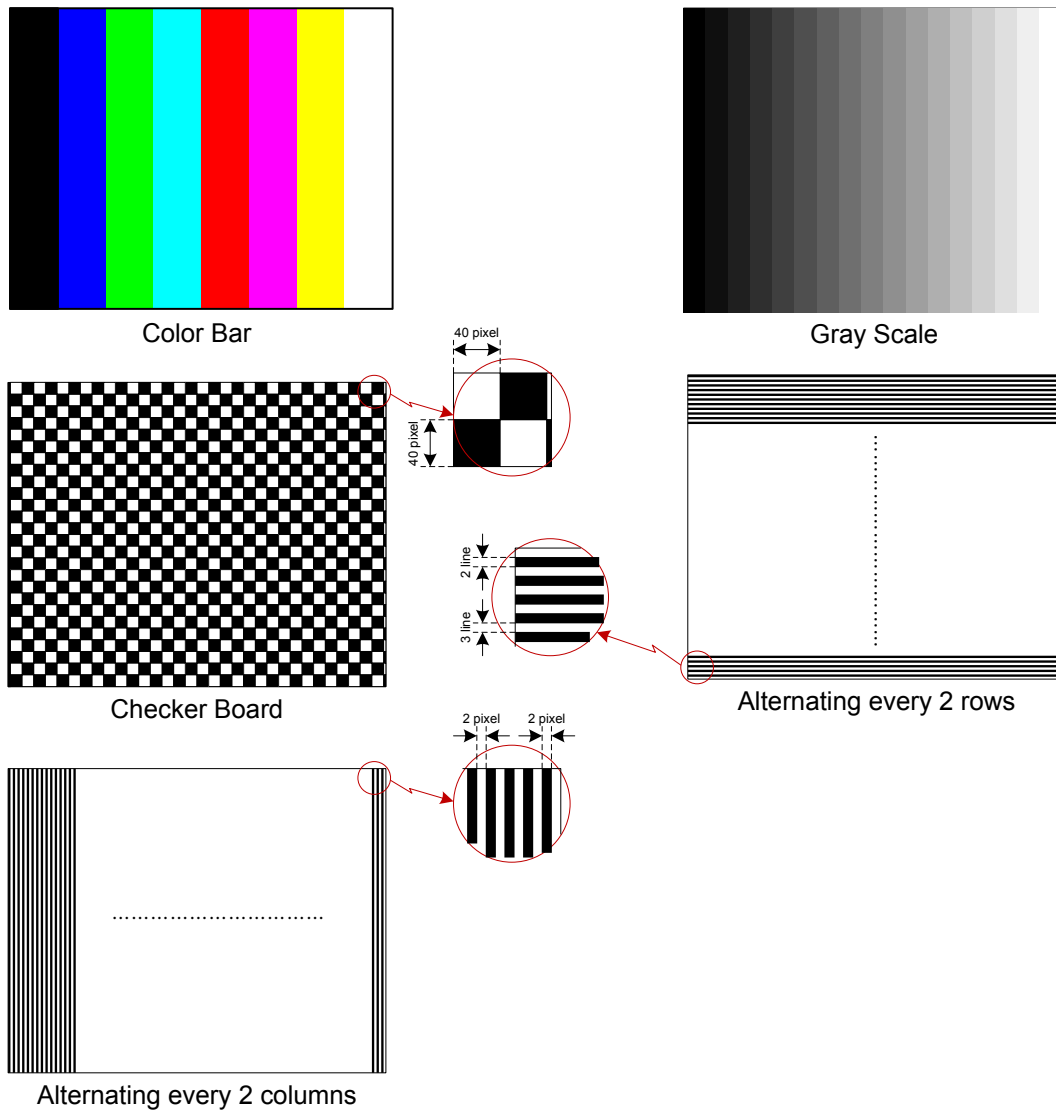 Color Bar
Gray Scale
40 pixel
40 pixel
Checker Board
2 line
3 line
Alternating every 2 rows
2 pixel
2 pixel
Alternating every 2 columns